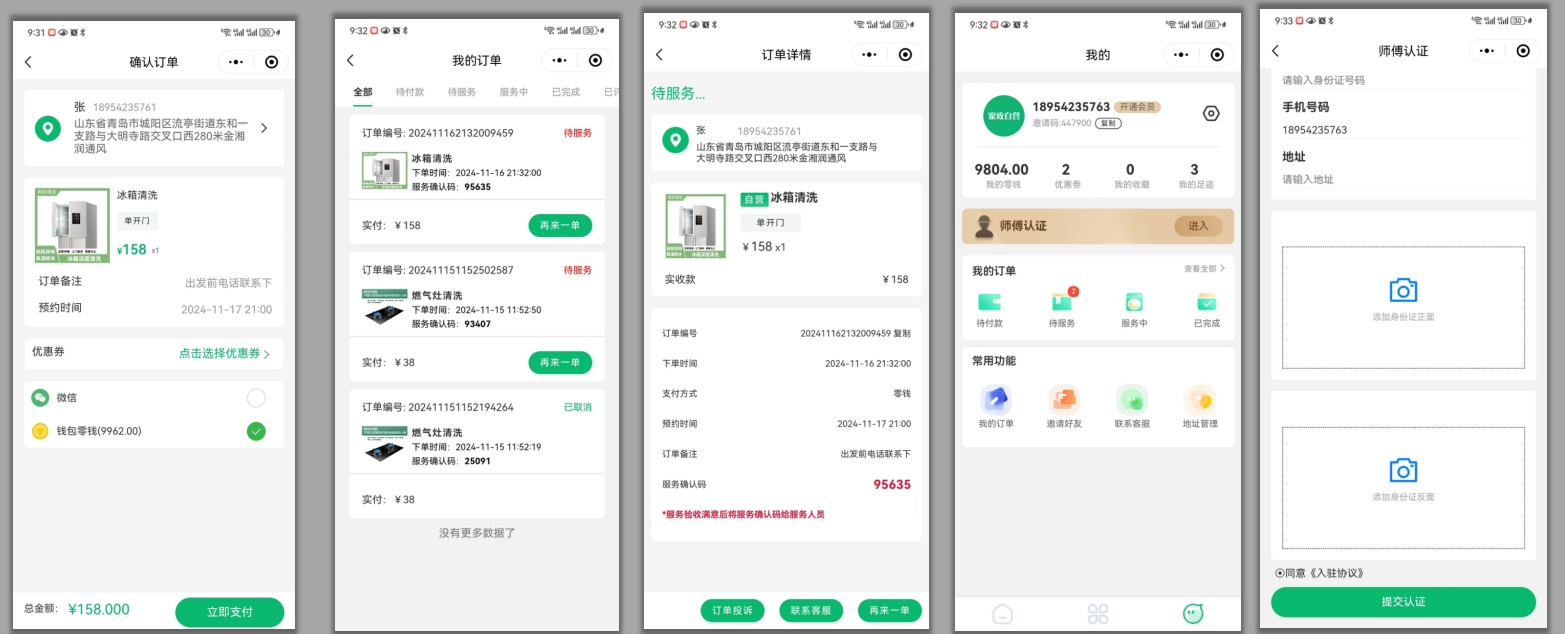 9:31
30
确认订单
张 18954235761
山东省青岛市城阳区流亭街道东和一
支路与大明寺路交叉口西280米金湘
润通风
冰箱清洗
单开门
¥158 x1
冰箱深度清洗
订单备注 出发前电话联系下
预约时间 2024-11-17 21:00
优惠券 点击选择优惠券
微信
钱包零钱(9962.00)
总金额: ¥158.000
立即支付
9:32
30
我的订单
全部 待付款 待服务 服务中 已完成 已评
订单编号: 202411162132009459 待服务
冰箱清洗
下单时间: 2024-11-16 21:32:00
服务确认码: 95635
实付: ¥158 再来一单
订单编号: 202411151152502587 待服务
燃气灶清洗
下单时间: 2024-11-15 11:52:50
服务确认码: 93407
实付: ¥38 再来一单
订单编号: 202411151152194264 已取消
燃气灶清洗
下单时间: 2024-11-15 11:52:19
服务确认码: 25091
实付: ¥38
没有更多数据了
9:32
30
订单详情
待服务...
张 18954235761
山东省青岛市城阳区流亭街道东和一支路与
大明寺路交叉口西280米金湘润通风
自营 冰箱清洗
单开门
¥158 x1
冰箱深度清洗
实收款 ¥158
订单编号 202411162132009459 复制
下单时间 2024-11-16 21:32:00
支付方式 零钱
预约时间 2024-11-17 21:00
订单备注 出发前电话联系下
服务确认码 95635
*服务验收满意后将服务确认码给服务人员
订单投诉 联系客服 再来一单
9:32
30
我的
家政自营
18954235763 开通会员
邀请码:447900 复制
9804.00 2 0 3
我的零钱 优惠券 我的收藏 我的足迹
师傅认证 进入
我的订单 查看全部
2
待付款 待服务 服务中 已完成
常用功能
我的订单 邀请好友 联系客服 地址管理
9:33
30
师傅认证
请输入身份证号码
手机号码
18954235763
地址
请输入地址
添加身份证正面
添加身份证反面
同意《入驻协议》
提交认证